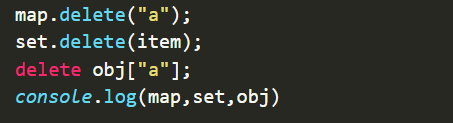 map.delete("a");
set.delete(item);
delete obj["a"];
console.log(map,set,obj)